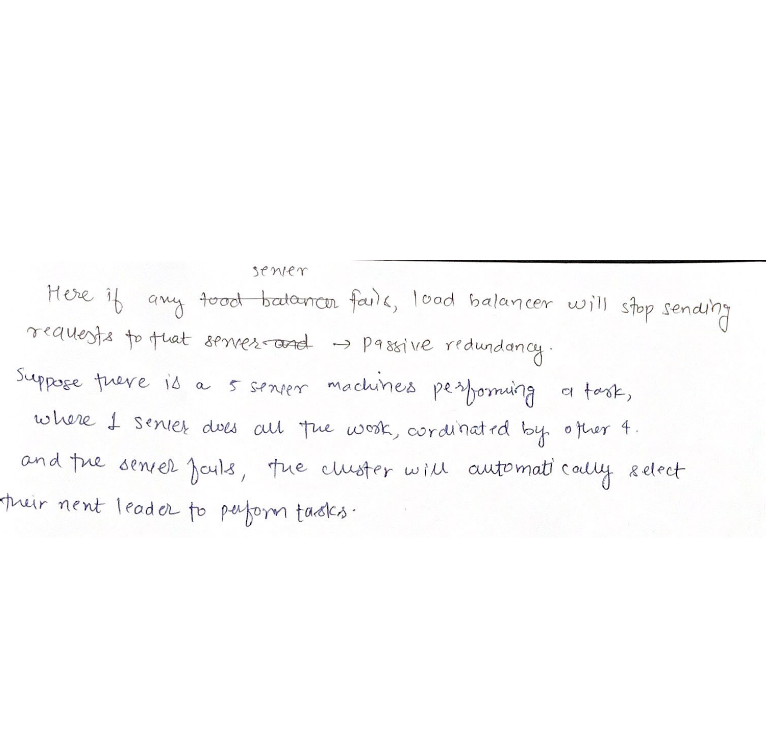 server
Here if any load balancer fails, load balancer will stop sending
requests to that server and → passive redundancy.
Suppose there is a 5 server machines performing a task,
where 1 server does all the work, cordinated by other 4.
and the server fails, the cluster will automatically select
their next leader to perform tasks.